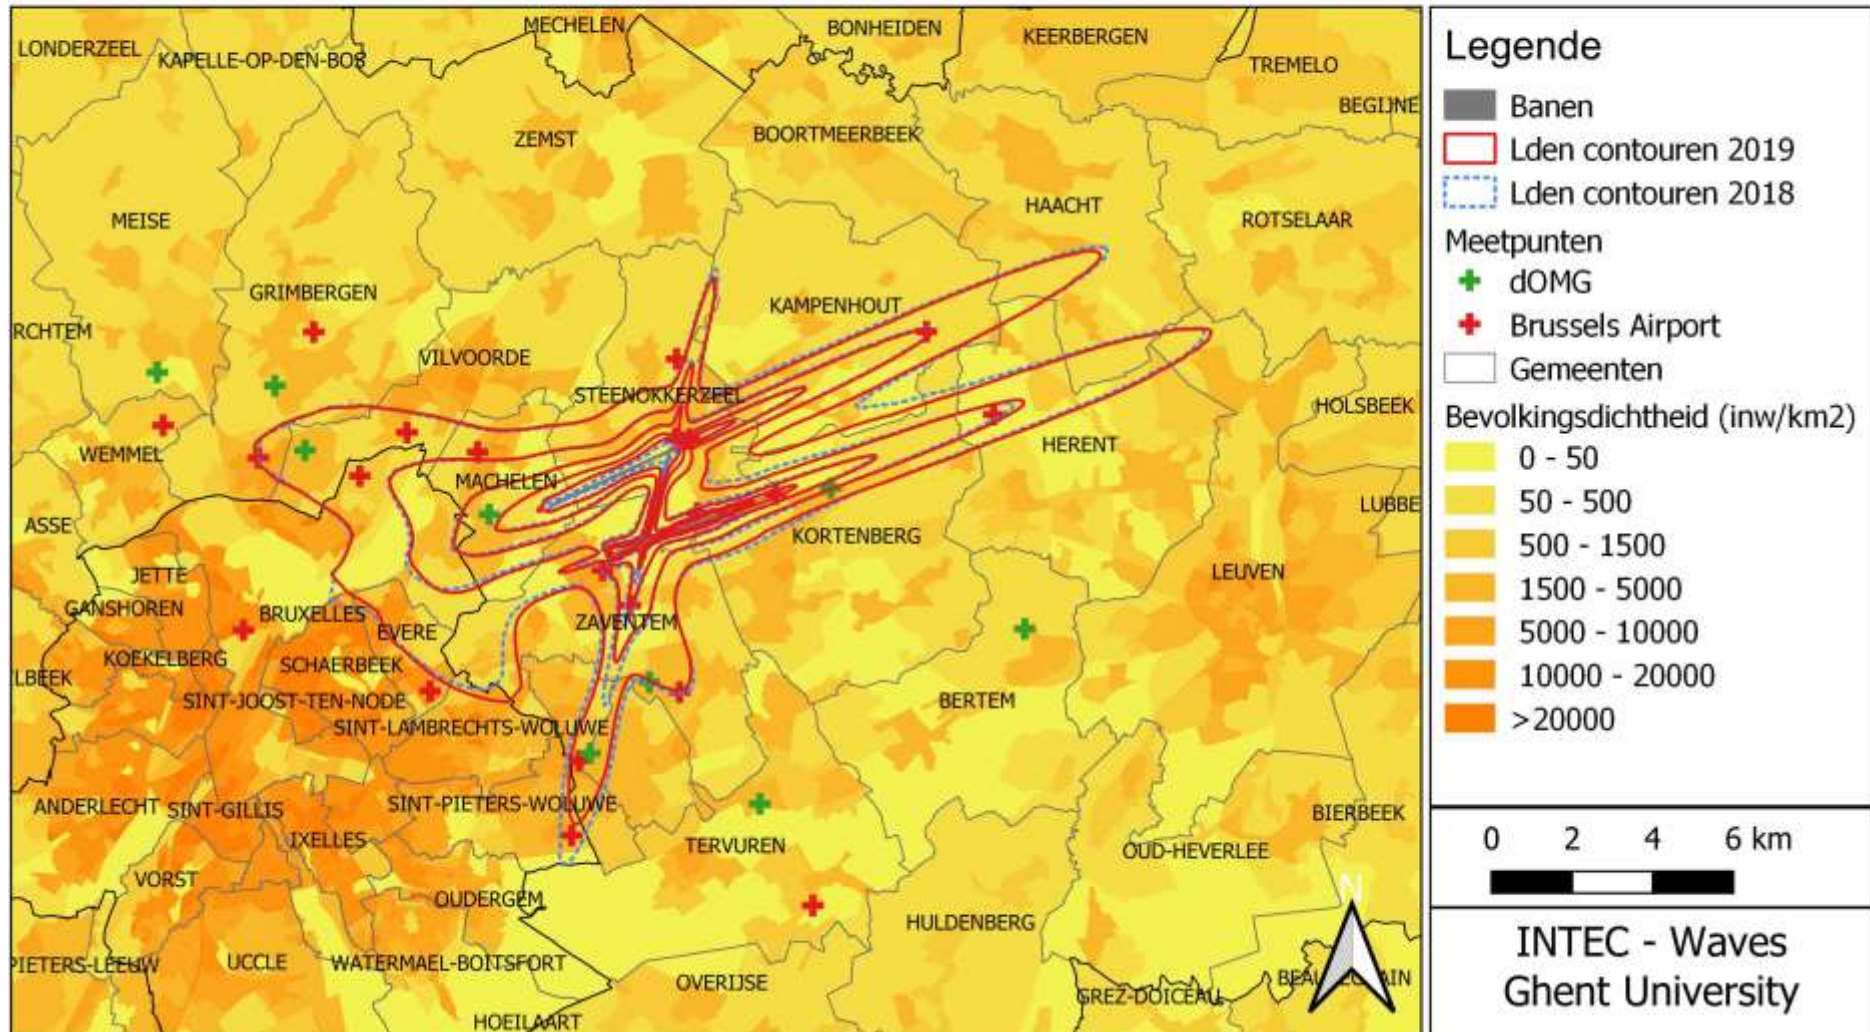 LONDERZEEL
KAPELLE-OP-DEN-BOS
MECHELEN
BONHEIDEN
KEERBERGEN
TREMELO
BEGIJNE
ZEMST
BOORTMEERBEEK
MEISE
HAACHT
ROTSELAAR
GRIMBERGEN
KAMPENHOUT
RCHTEM
VILVOORDE
STEENOKKERZEEL
HOLSBEEK
WEMMEL
HERENT
MACHELEN
ASSE
LUBBE
KORTENBERG
JETTE
LEUVEN
GANSHOREN
BRUXELLES
EVERE
ZAVENTEM
KOEKELBERG
SCHAERBEEK
ELBEEK
SINT-JOOST-TEN-NODE
BERTEM
SINT-LAMBRECHTS-WOLUWE
ANDERLECHT
SINT-GILLIS
SINT-PIETERS-WOLUWE
BIERBEEK
IXELLES
TERVUREN
OUD-HEVERLEE
VORST
OUDERGEM
HULDENBERG
PIETERS-LEEUW
UCCLE
WATERMAEL-BOITSFORT
OVERIJSE
GREZ-DOICEAU
HOEILAART
N
Legende
Banen
Lden contouren 2019
Lden contouren 2018
Meetpunten
dOMG
Brussels Airport
Gemeenten
Bevolkingsdichtheid (inw/km2)
0 - 50
50 - 500
500 - 1500
1500 - 5000
5000 - 10000
10000 - 20000
>20000
0 2 4 6 km
INTEC - Waves
Ghent University